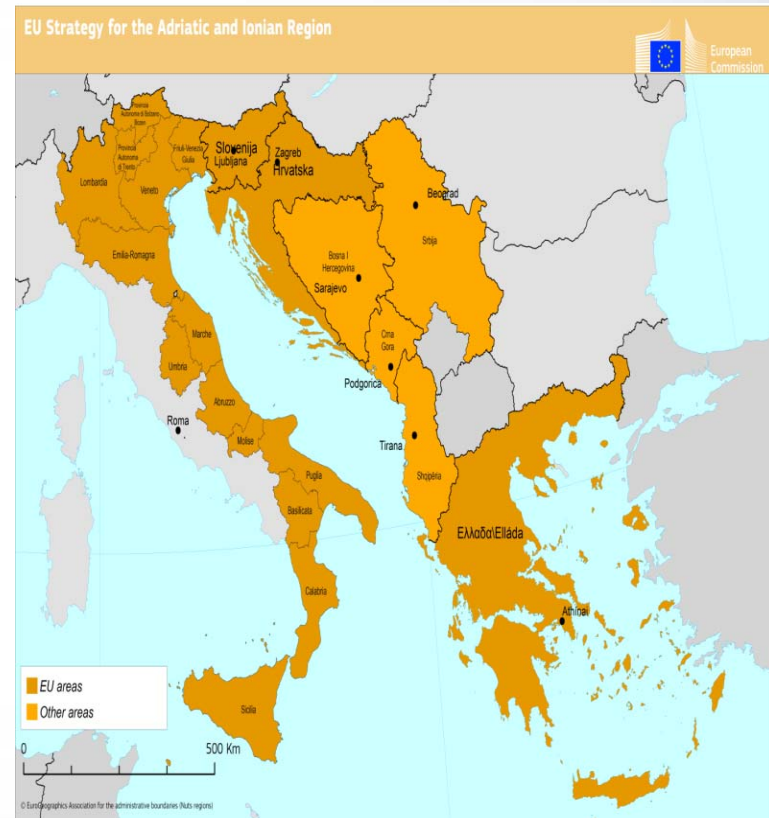 EU Strategy for the Adriatic and Ionian Region
European
Commission
Provincia
Autonoma di Bolzano
Bozen
Provincia
Autonoma
di Trento
Friuli-Venezia
Giulia
Slovenija
Ljubljana
Zagreb
Hrvatska
Lombardia
Veneto
Beograd
Srbija
Emilia-Romagna
Bosna I
Hercegovina
Sarajevo
Marche
Umbria
Crna
Gora
Podgorica
Abruzzo
Roma
Molise
Tirana
Puglia
Shqipëria
Basilicata
Ελλαδα\Elláda
Calabria
Athínai
Sicilia
EU areas
Other areas
0
500 Km
© EuroGeographics Association for the administrative boundaries (Nuts regions)